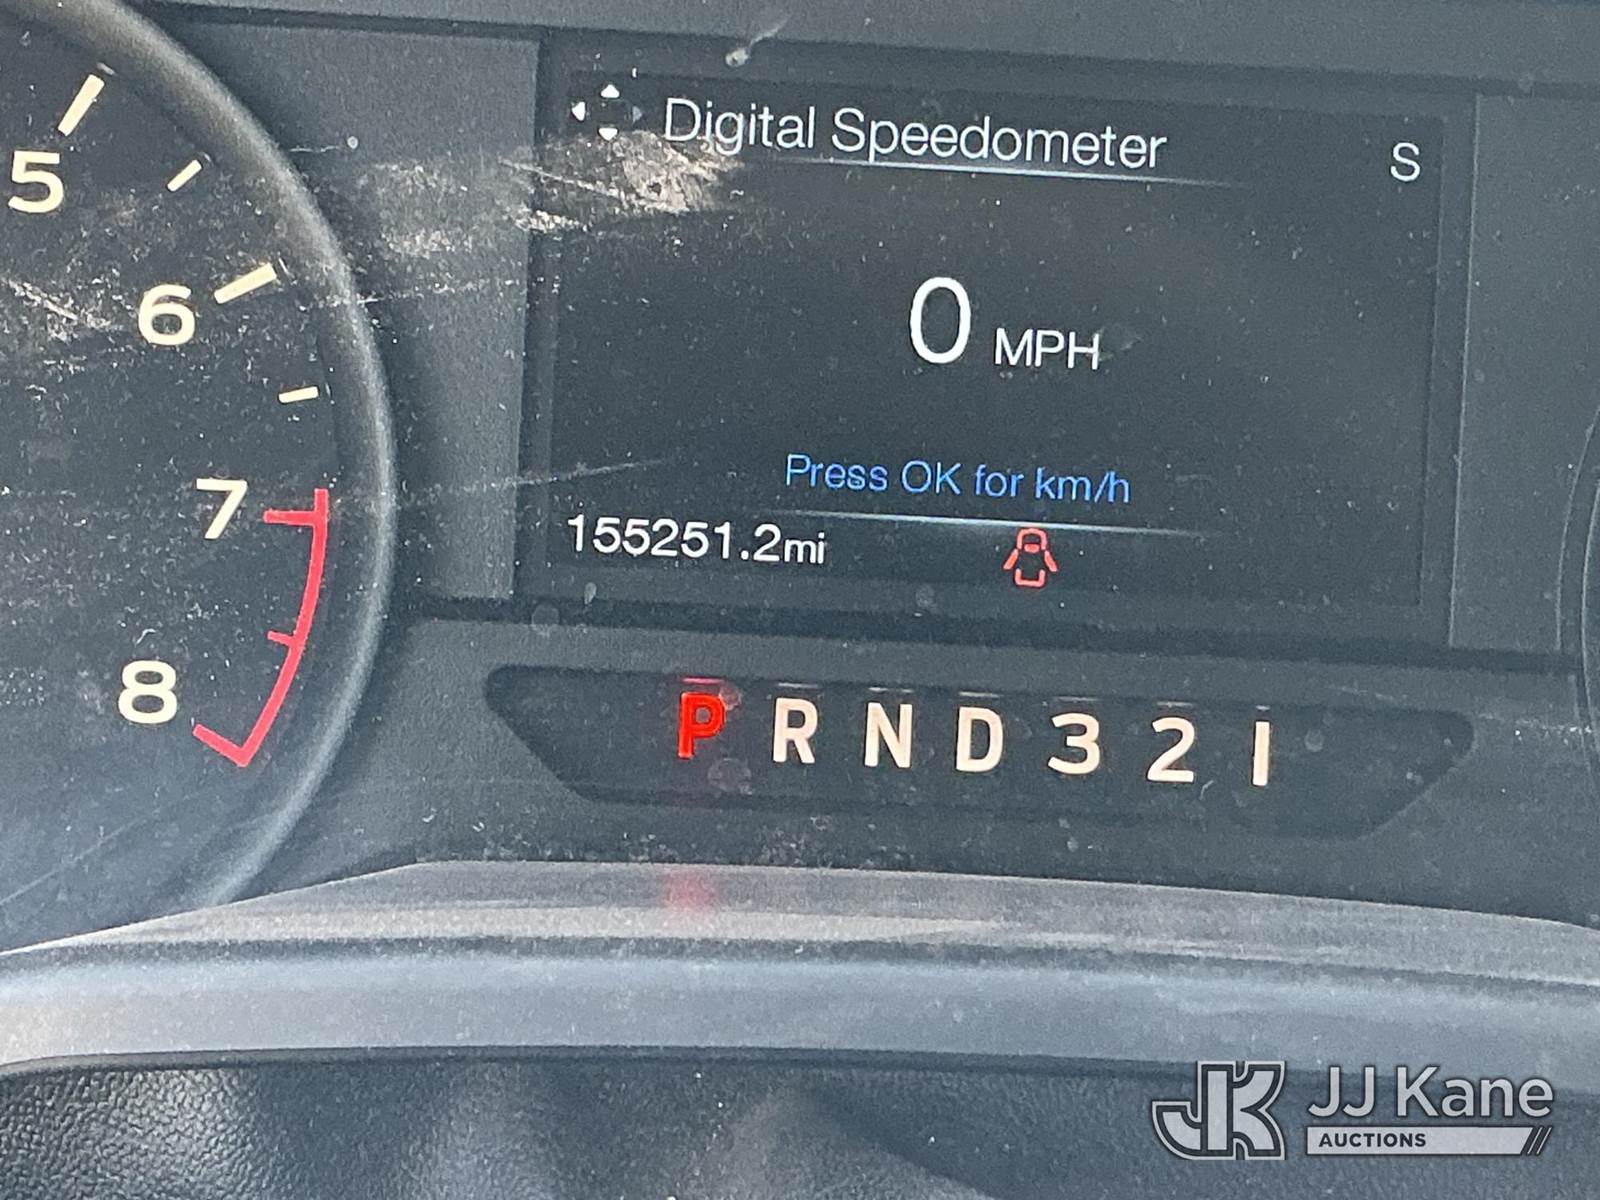 5
6
7
8
Digital Speedometer S
0 MPH
Press OK for km/h
155251.2mi
P R N D 3 2 1
JK JJ Kane
AUCTIONS